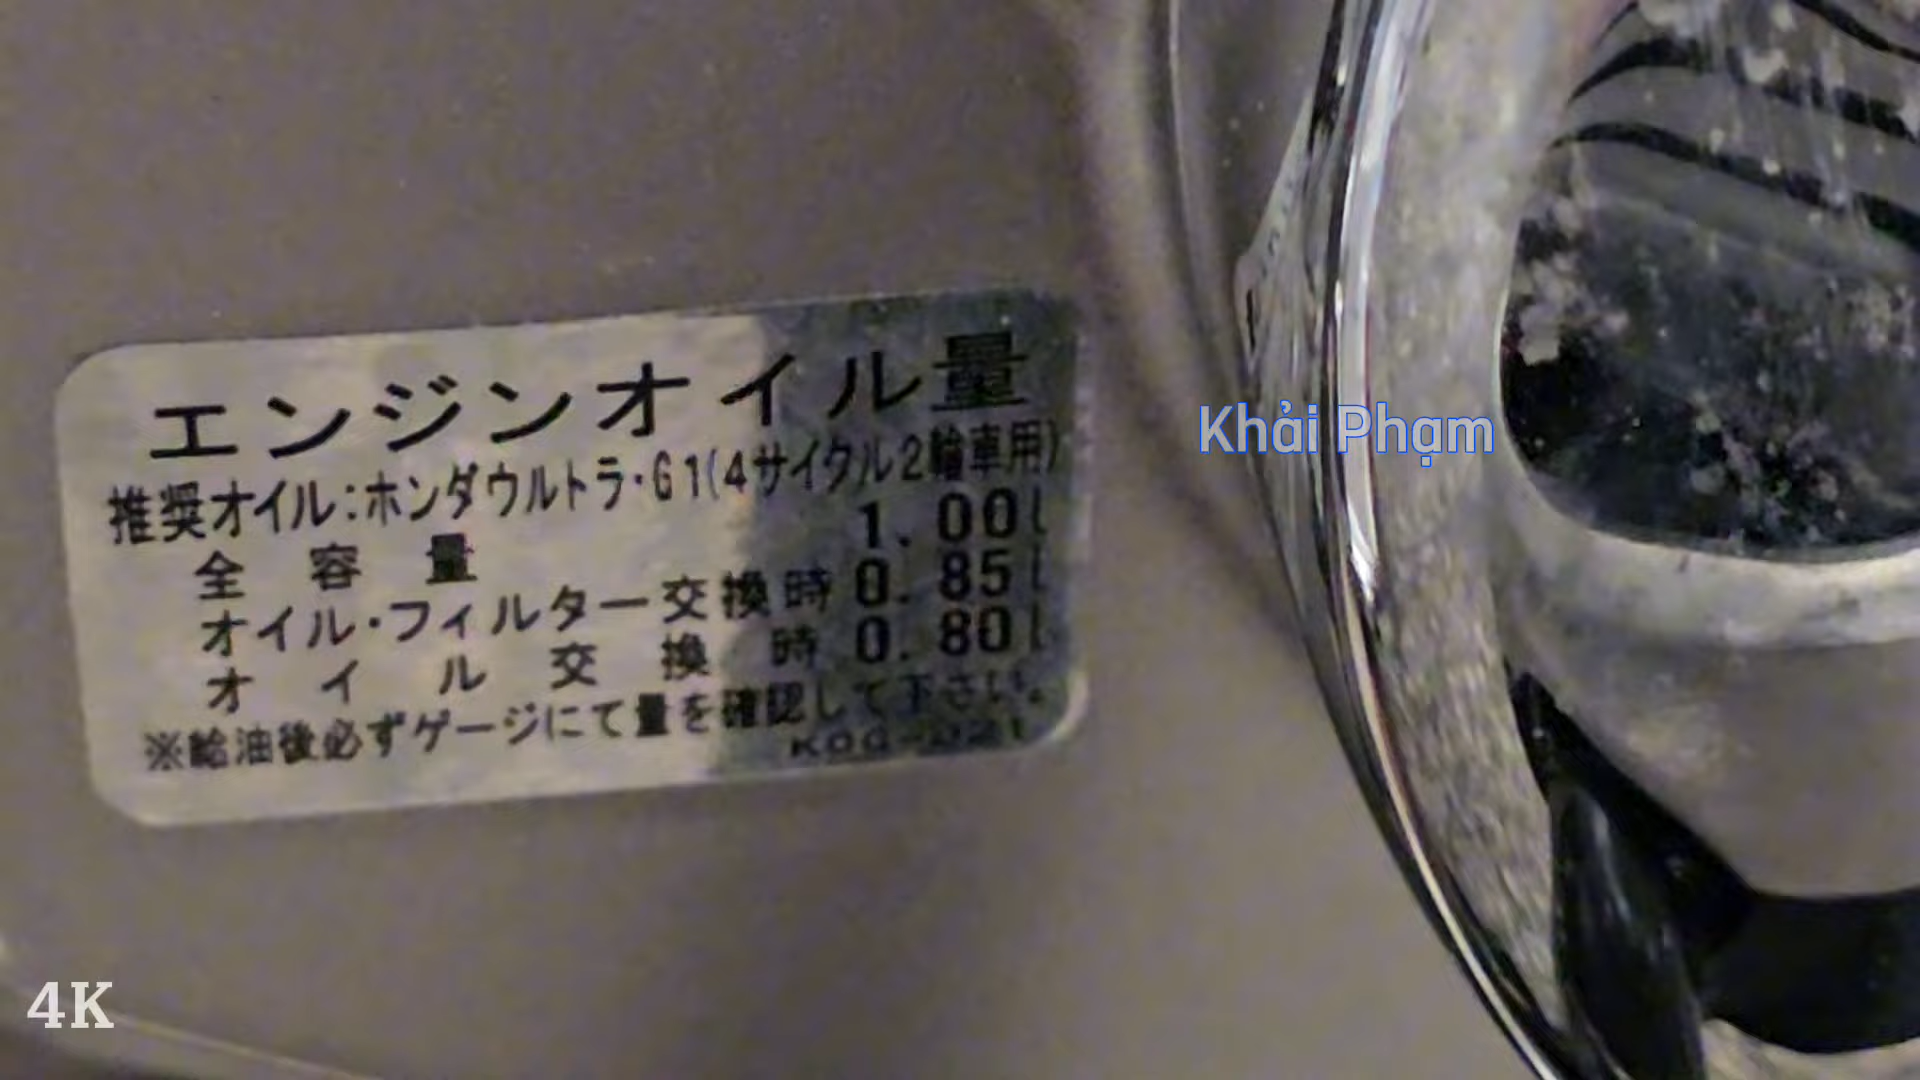 エンジンオイル量
推奨オイル:ホンダウルトラ・G1(4サイクル2輪車用)
全容量 1.00ℓ
オイル・フィルター交換時 0.85ℓ
オイル交換時 0.80ℓ
※給油後必ずゲージにて量を確認して下さい。
Khải Phạm
4K